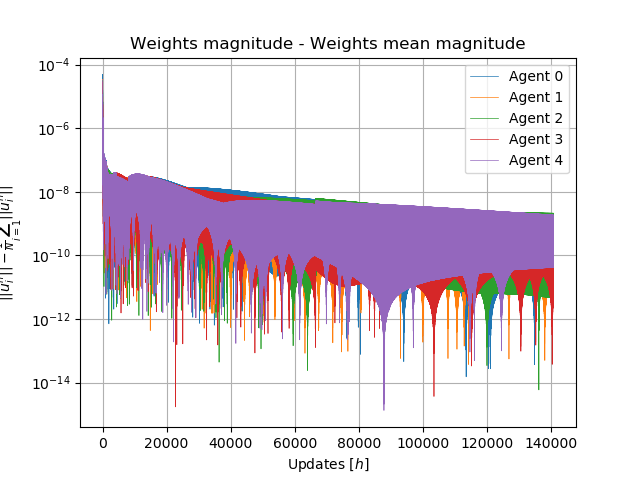 Weights magnitude - Weights mean magnitude
10⁻⁴
10⁻⁶
10⁻⁸
10⁻¹⁰
10⁻¹²
10⁻¹⁴
0
20000
40000
60000
80000
100000
120000
140000
Updates [h]
Agent 0
Agent 1
Agent 2
Agent 3
Agent 4